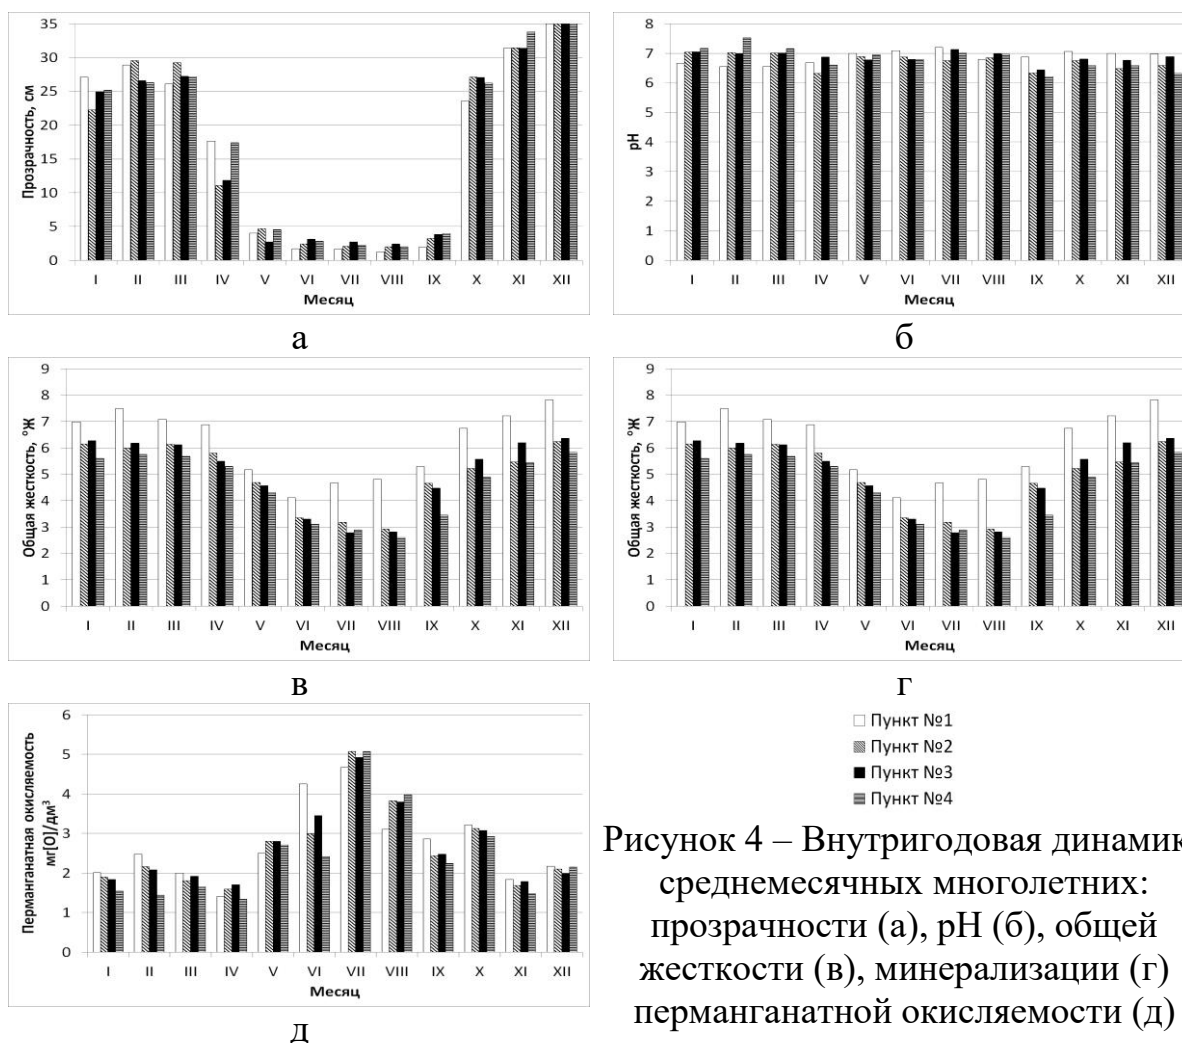 Прозрачность, см
35
30
25
20
15
10
5
0
I II III IV V VI VII VIII IX X XI XII
Месяц
а
pH
8
7
6
5
4
3
2
1
0
I II III IV V VI VII VIII IX X XI XII
Месяц
б
Общая жесткость, °Ж
9
8
7
6
5
4
3
2
1
0
I II III IV V VI VII VIII IX X XI XII
Месяц
в
Общая жесткость, °Ж
9
8
7
6
5
4
3
2
1
0
I II III IV V VI VII VIII IX X XI XII
Месяц
г
Перманганатная окисляемость
мг[O]/дм³
6
5
4
3
2
1
0
I II III IV V VI VII VIII IX X XI XII
Месяц
д
Пункт №1
Пункт №2
Пункт №3
Пункт №4
Рисунок 4 – Внутригодовая динамик
среднемесячных многолетних:
прозрачности (а), рН (б), общей
жесткости (в), минерализации (г)
перманганатной окисляемости (д)